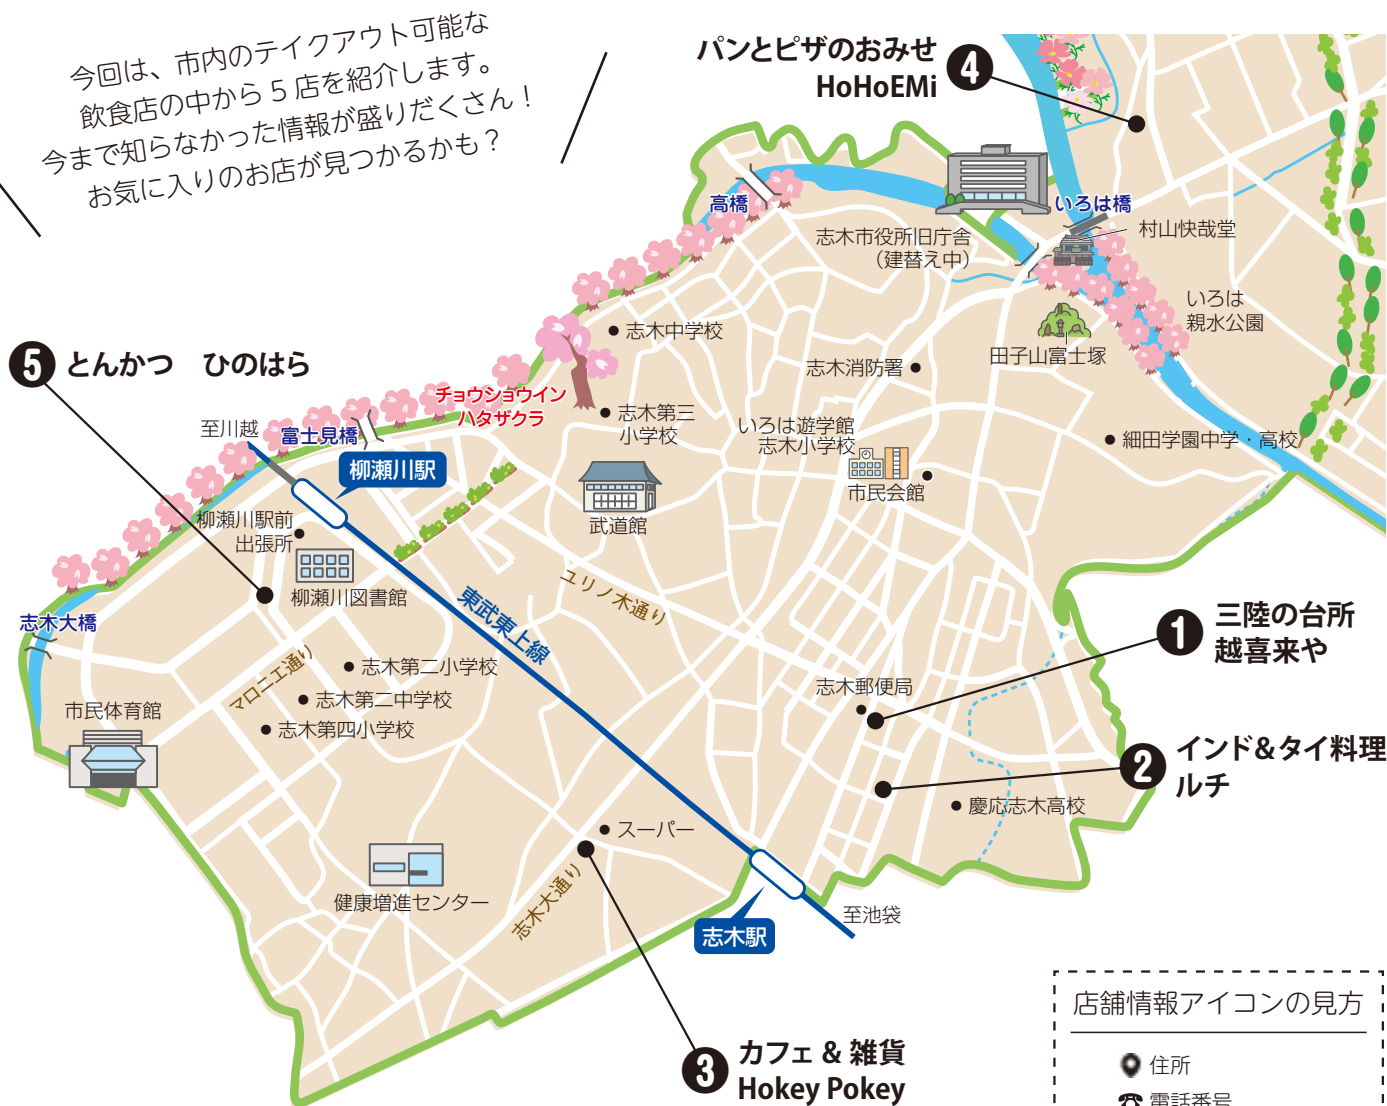 今回は、市内のテイクアウト可能な
飲食店の中から５店を紹介します。
今まで知らなかった情報が盛りだくさん！
お気に入りのお店が見つかるかも？
パンとピザのおみせ
HoHoEMi
4
高橋
いろは橋
志木市役所旧庁舎
（建替え中）
村山快哉堂
いろは
親水公園
田子山富士塚
志木中学校
志木消防署
5 とんかつ　ひのはら
チョウショウイン
ハタザクラ
至川越
富士見橋
柳瀬川駅
志木第三
小学校
いろは遊学館
志木小学校
細田学園中学・高校
市民会館
武道館
柳瀬川駅前
出張所
柳瀬川図書館
ユリノ木通り
東武東上線
志木大橋
1 三陸の台所
越喜来や
マロニエ通り
志木第二小学校
志木第二中学校
志木第四小学校
志木郵便局
市民体育館
2 インド&タイ料理
ルチ
慶応志木高校
スーパー
健康増進センター
志木大通り
志木駅
至池袋
3 カフェ & 雑貨
Hokey Pokey
店舗情報アイコンの見方
住所
電話番号